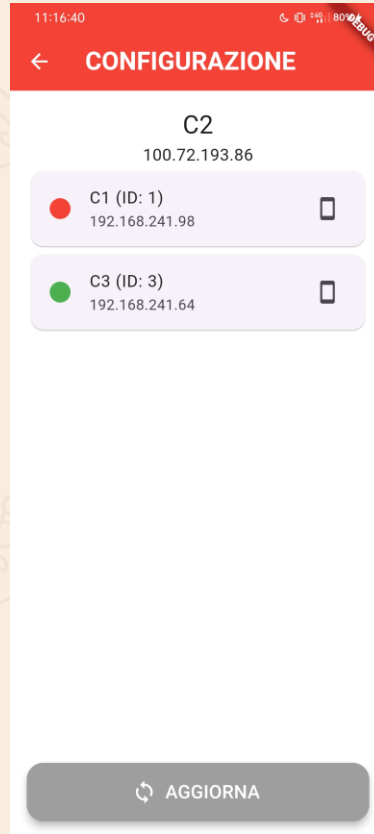 11:16:40
80%
DEBUG
CONFIGURAZIONE
C2
100.72.193.86
C1 (ID: 1)
192.168.241.98
C3 (ID: 3)
192.168.241.64
AGGIORNA